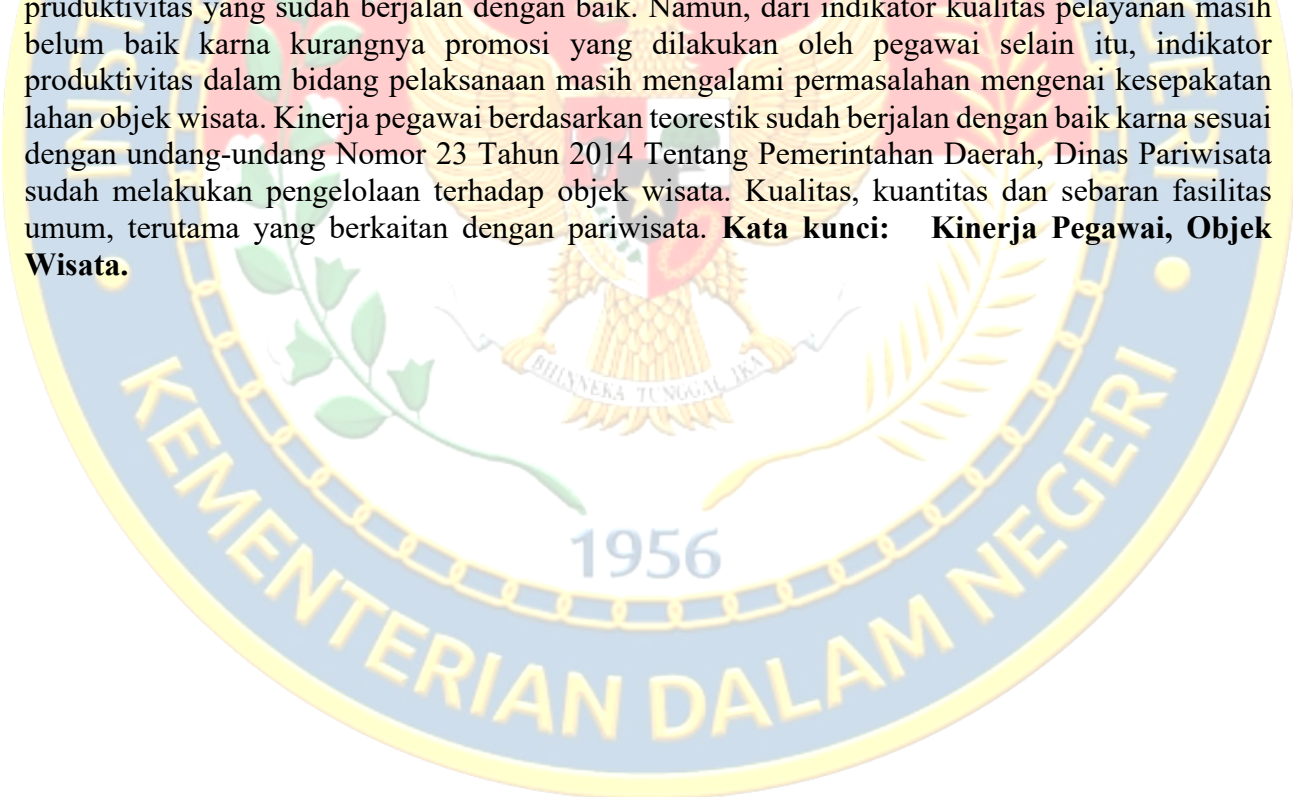 pruduktivitas yang sudah berjalan dengan baik. Namun, dari indikator kualitas pelayanan masih
belum baik karna kurangnya promosi yang dilakukan oleh pegawai selain itu, indikator
produktivitas dalam bidang pelaksanaan masih mengalami permasalahan mengenai kesepakatan
lahan objek wisata. Kinerja pegawai berdasarkan teorestik sudah berjalan dengan baik karna sesuai
dengan undang-undang Nomor 23 Tahun 2014 Tentang Pemerintahan Daerah, Dinas Pariwisata
sudah melakukan pengelolaan terhadap objek wisata. Kualitas, kuantitas dan sebaran fasilitas
umum, terutama yang berkaitan dengan pariwisata. Kata kunci: Kinerja Pegawai, Objek
Wisata.
BHINNEKA TUNGGAL IKA
1956
KEMENTERIAN DALAM NEGERI